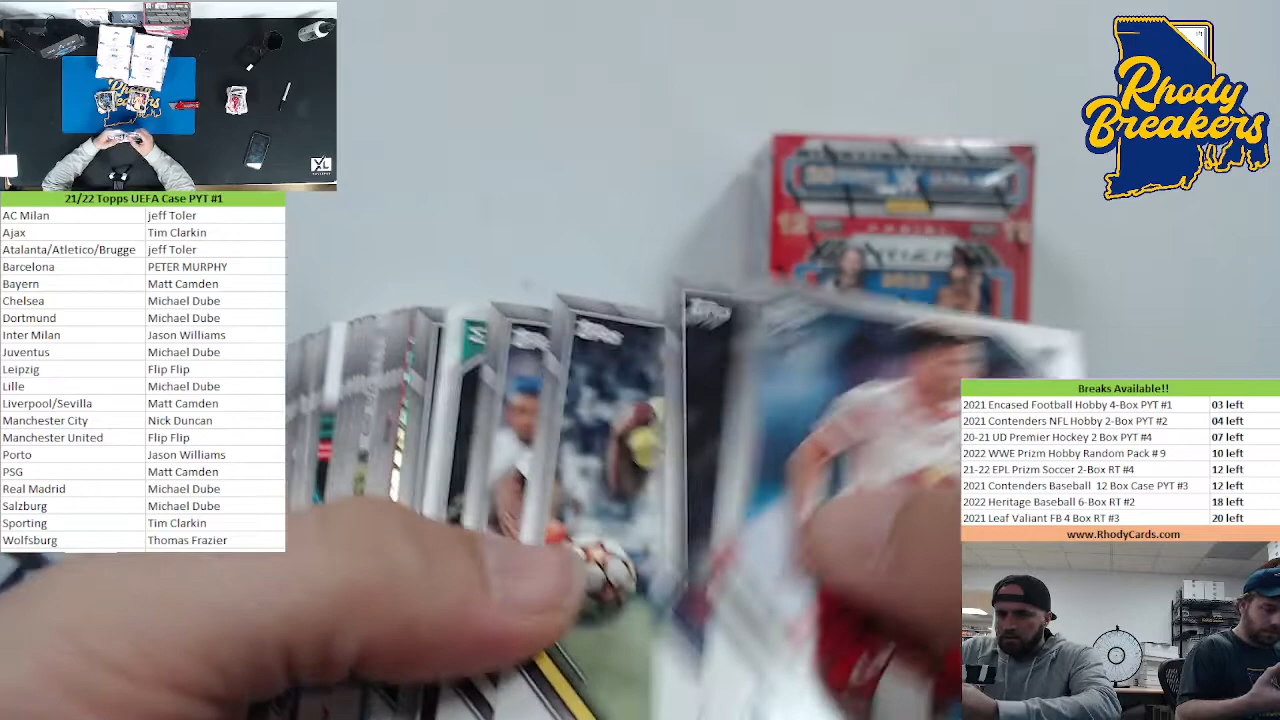 Rhody
Breakers
21/22 Topps UEFA Case PYT #1
AC Milan jeff Toler
Ajax Tim Clarkin
Atalanta/Atletico/Brugge jeff Toler
Barcelona PETER MURPHY
Bayern Matt Camden
Chelsea Michael Dube
Dortmund Michael Dube
Inter Milan Jason Williams
Juventus Michael Dube
Leipzig Flip Flip
Lille Michael Dube
Liverpool/Sevilla Matt Camden
Manchester City Nick Duncan
Manchester United Flip Flip
Porto Jason Williams
PSG Matt Camden
Real Madrid Michael Dube
Salzburg Michael Dube
Sporting Tim Clarkin
Wolfsburg Thomas Frazier
Rhody
Breakers
PRIZM
topps
topps
Breaks Available!!
2021 Encased Football Hobby 4-Box PYT #1 03 left
2021 Contenders NFL Hobby 2-Box PYT #2 04 left
20-21 UD Premier Hockey 2 Box PYT #4 07 left
2022 WWE Prizm Hobby Random Pack # 9 10 left
21-22 EPL Prizm Soccer 2-Box RT #4 12 left
2021 Contenders Baseball 12 Box Case PYT #3 12 left
2022 Heritage Baseball 6-Box RT #2 18 left
2021 Leaf Valiant FB 4 Box RT #3 20 left
www.RhodyCards.com